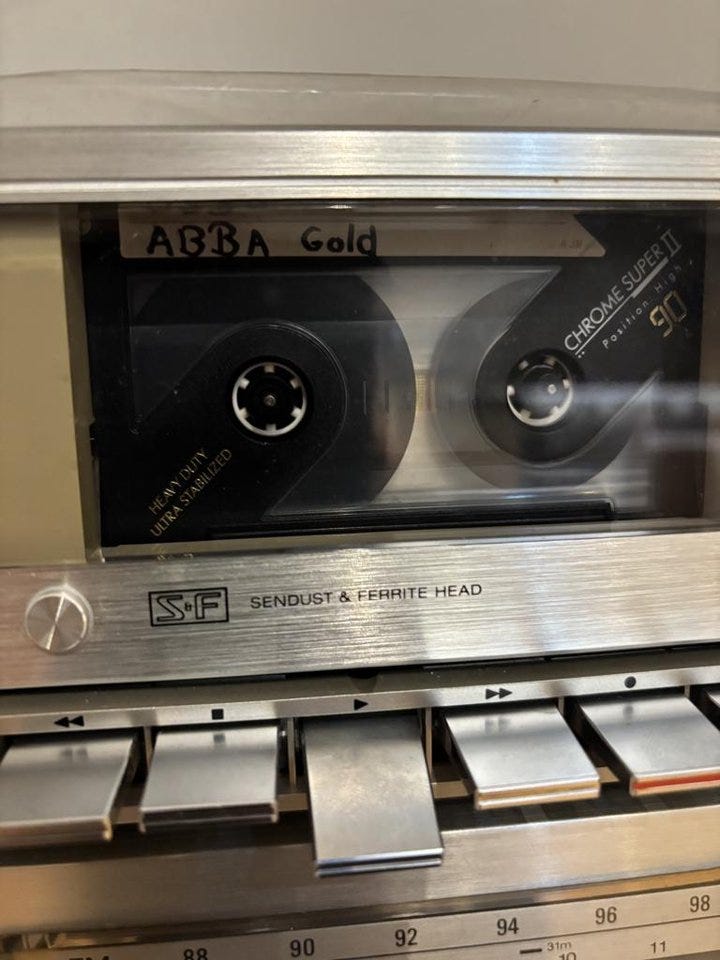 ABBA Gold
CHROME SUPER II
Position High
90
HEAVY DUTY
ULTRA STABILIZED
S&F SENDUST & FERRITE HEAD
88 90 92 94 96 98
31m
10 11